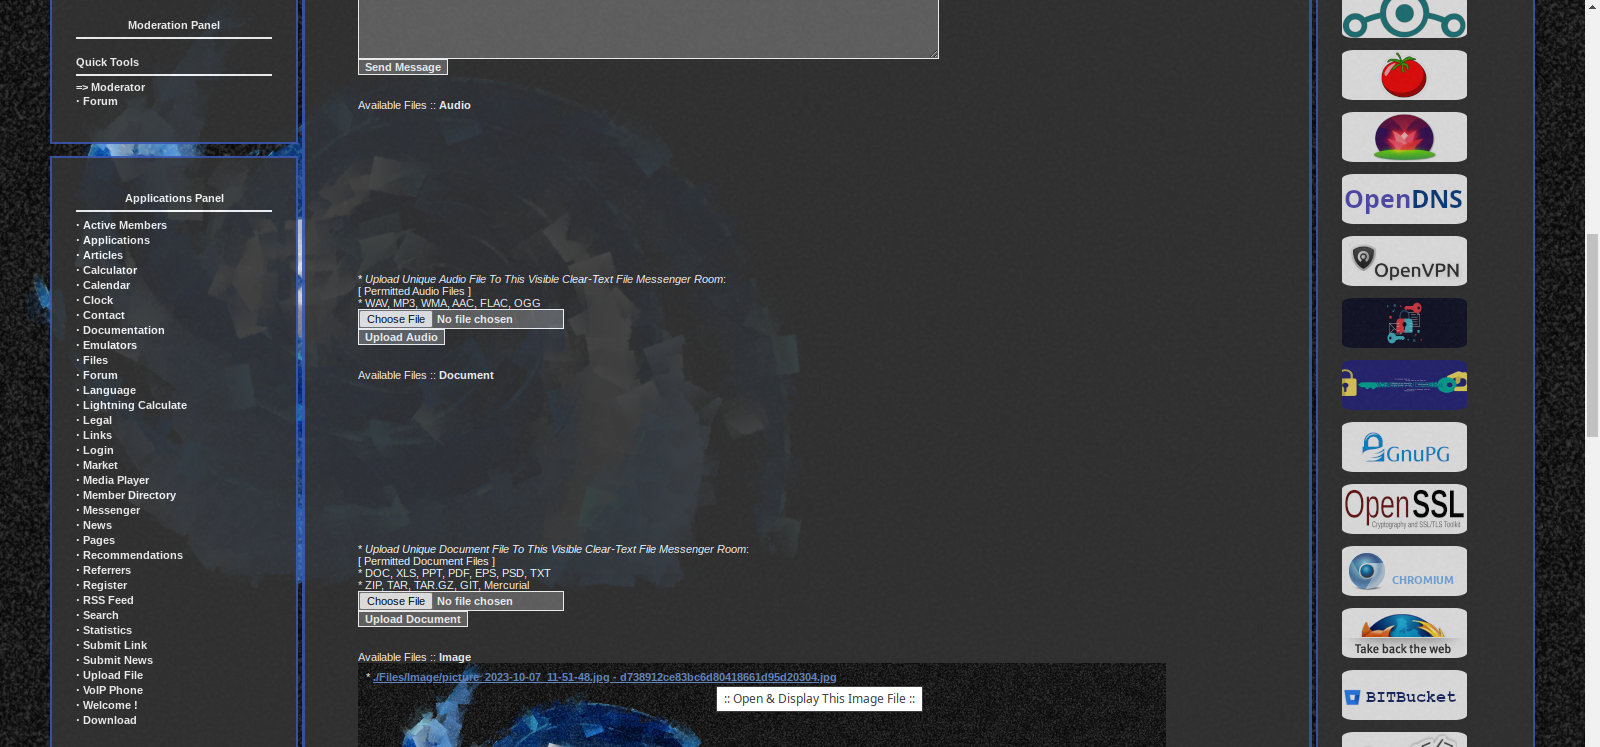 Moderation Panel
Quick Tools
=> Moderator
· Forum
Applications Panel
· Active Members
· Applications
· Articles
· Calculator
· Calendar
· Clock
· Contact
· Documentation
· Emulators
· Files
· Forum
· Language
· Lightning Calculate
· Legal
· Links
· Login
· Market
· Media Player
· Member Directory
· Messenger
· News
· Pages
· Recommendations
· Referrers
· Register
· RSS Feed
· Search
· Statistics
· Submit Link
· Submit News
· Upload File
· VoIP Phone
· Welcome !
· Download
Send Message
Available Files :: Audio
* Upload Unique Audio File To This Visible Clear-Text File Messenger Room:
[ Permitted Audio Files ]
* WAV, MP3, WMA, AAC, FLAC, OGG
Choose File No file chosen
Upload Audio
Available Files :: Document
* Upload Unique Document File To This Visible Clear-Text File Messenger Room:
[ Permitted Document Files ]
* DOC, XLS, PPT, PDF, EPS, PSD, TXT
* ZIP, TAR, TAR.GZ, GIT, Mercurial
Choose File No file chosen
Upload Document
Available Files :: Image
* ./Files/Image/picture_2023-10-07_11-51-48.jpg - d738912ce83bc6d80418661d95d20304.jpg
:: Open & Display This Image File ::
OpenDNS
OpenVPN
GnuPG
OpenSSL
Cryptography and SSL/TLS Toolkit
CHROMIUM
Take back the web
BITBucket